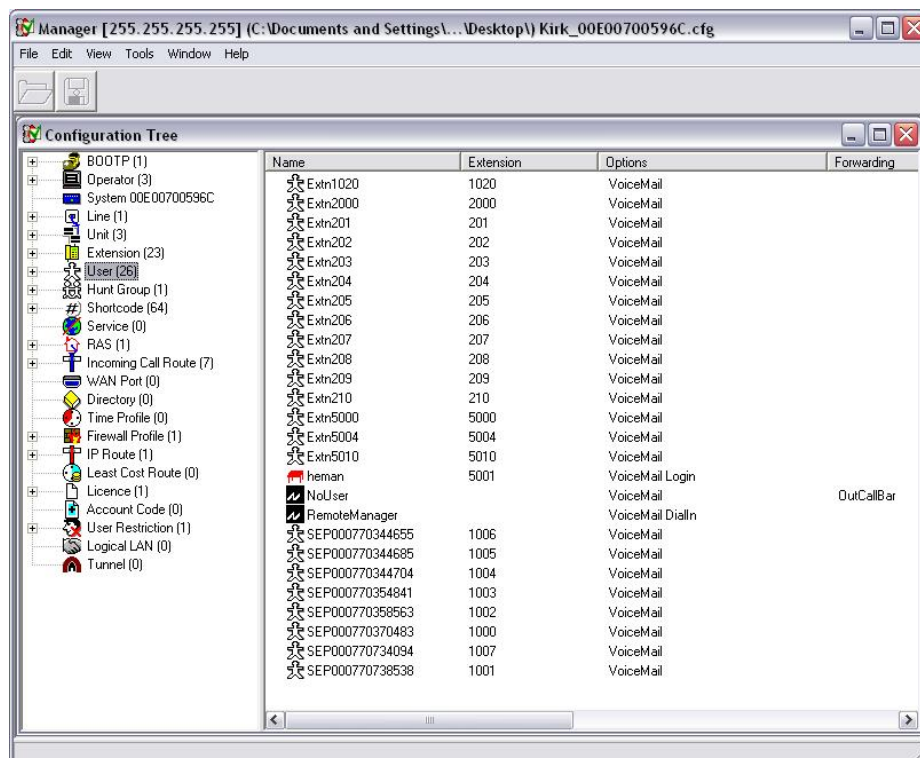 Manager [255.255.255.255] (C:\Documents and Settings\...\Desktop\) Kirk_00E00700596C.cfg
File Edit View Tools Window Help
Configuration Tree
BOOTP (1)
Operator (3)
System 00E00700596C
Line (1)
Unit (3)
Extension (23)
User (26)
Hunt Group (1)
Shortcode (64)
Service (0)
RAS (1)
Incoming Call Route (7)
WAN Port (0)
Directory (0)
Time Profile (0)
Firewall Profile (1)
IP Route (1)
Least Cost Route (0)
Licence (1)
Account Code (0)
User Restriction (1)
Logical LAN (0)
Tunnel (0)
Name Extension Options Forwarding
Extn1020 1020 VoiceMail
Extn2000 2000 VoiceMail
Extn201 201 VoiceMail
Extn202 202 VoiceMail
Extn203 203 VoiceMail
Extn204 204 VoiceMail
Extn205 205 VoiceMail
Extn206 206 VoiceMail
Extn207 207 VoiceMail
Extn208 208 VoiceMail
Extn209 209 VoiceMail
Extn210 210 VoiceMail
Extn5000 5000 VoiceMail
Extn5004 5004 VoiceMail
Extn5010 5010 VoiceMail
heman 5001 VoiceMail Login
NoUser VoiceMail OutCallBar
RemoteManager VoiceMail DialIn
SEP000770344655 1006 VoiceMail
SEP000770344685 1005 VoiceMail
SEP000770344704 1004 VoiceMail
SEP000770354841 1003 VoiceMail
SEP000770358563 1002 VoiceMail
SEP000770370483 1000 VoiceMail
SEP000770734094 1007 VoiceMail
SEP000770738538 1001 VoiceMail